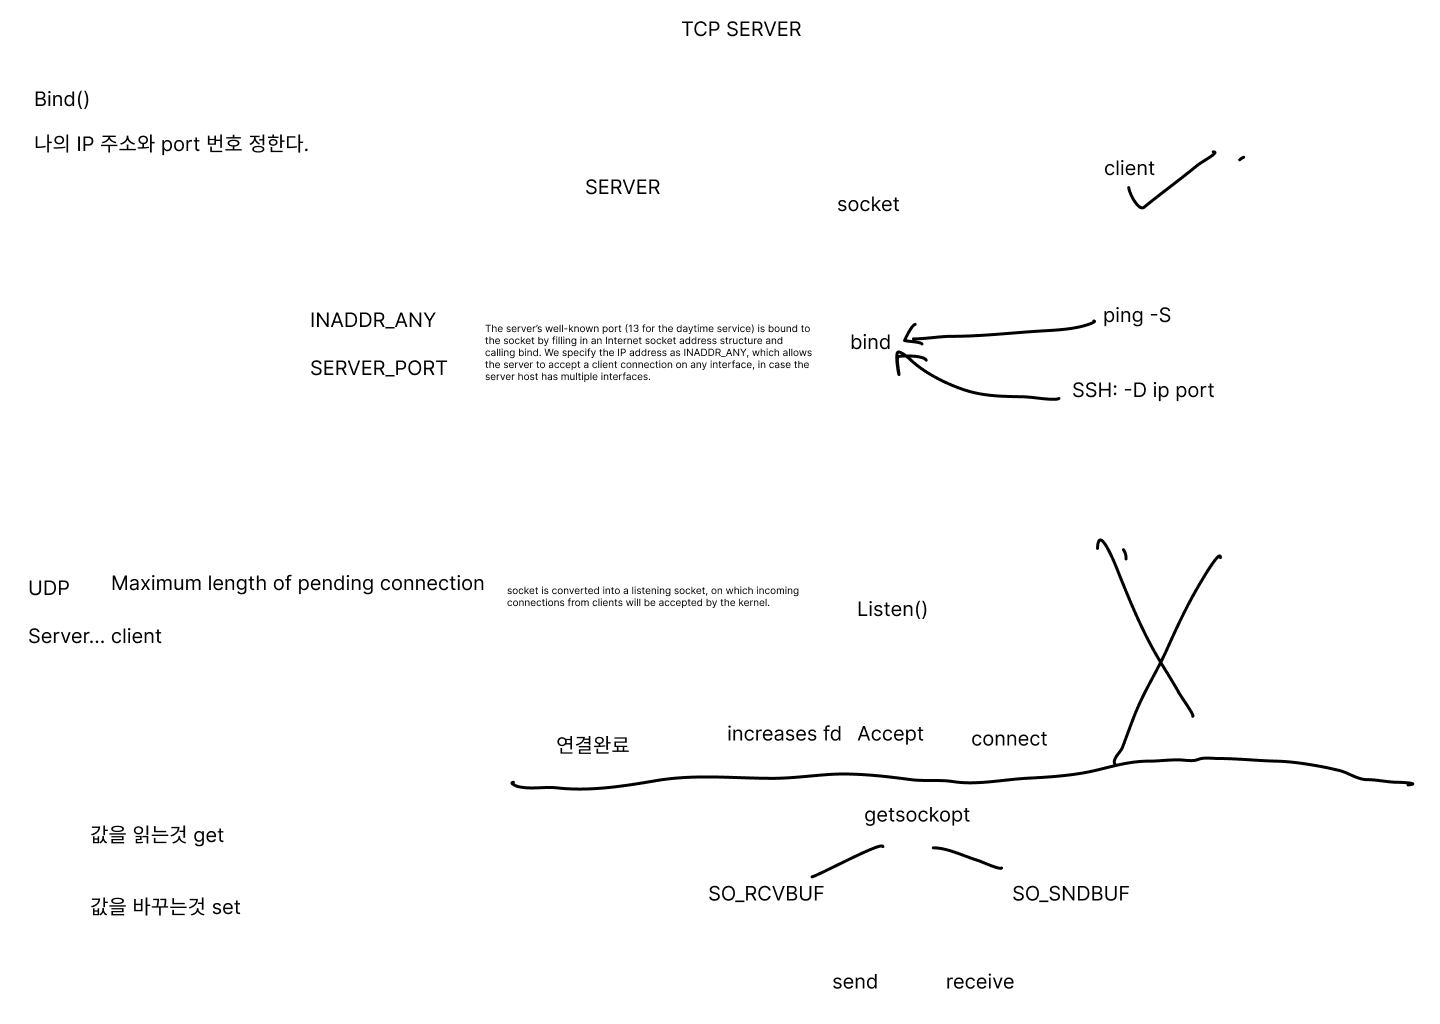 TCP SERVER
Bind()
나의 IP 주소와 port 번호 정한다.
client
SERVER
socket
INADDR_ANY
SERVER_PORT
The server’s well-known port (13 for the daytime service) is bound to
the socket by filling in an Internet socket address structure and
calling bind. We specify the IP address as INADDR_ANY, which allows
the server to accept a client connection on any interface, in case the
server host has multiple interfaces.
bind
ping -S
SSH: -D ip port
UDP
Maximum length of pending connection
socket is converted into a listening socket, on which incoming
connections from clients will be accepted by the kernel.
Listen()
Server... client
연결완료
increases fd
Accept
connect
getsockopt
값을 읽는것 get
SO_RCVBUF
SO_SNDBUF
값을 바꾸는것 set
send
receive